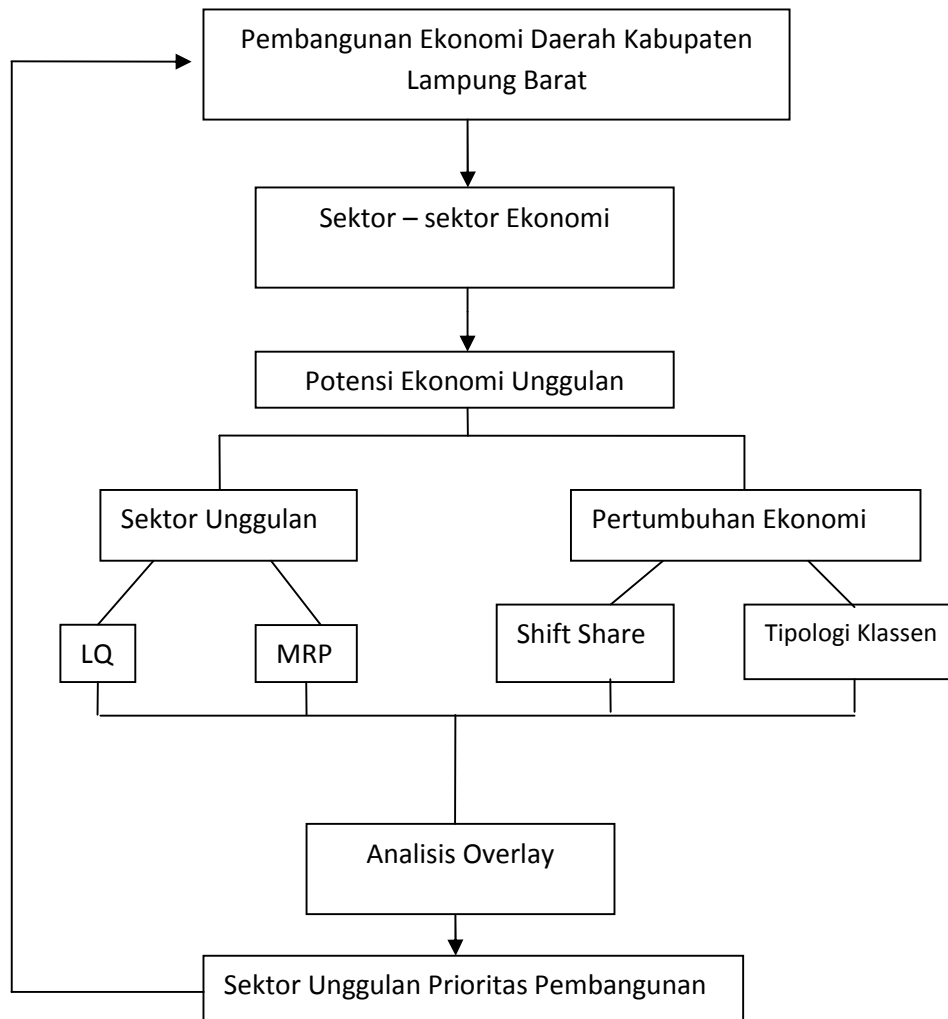 Pembangunan Ekonomi Daerah Kabupaten
Lampung Barat
Sektor – sektor Ekonomi
Potensi Ekonomi Unggulan
Sektor Unggulan
Pertumbuhan Ekonomi
LQ
MRP
Shift Share
Tipologi Klassen
Analisis Overlay
Sektor Unggulan Prioritas Pembangunan